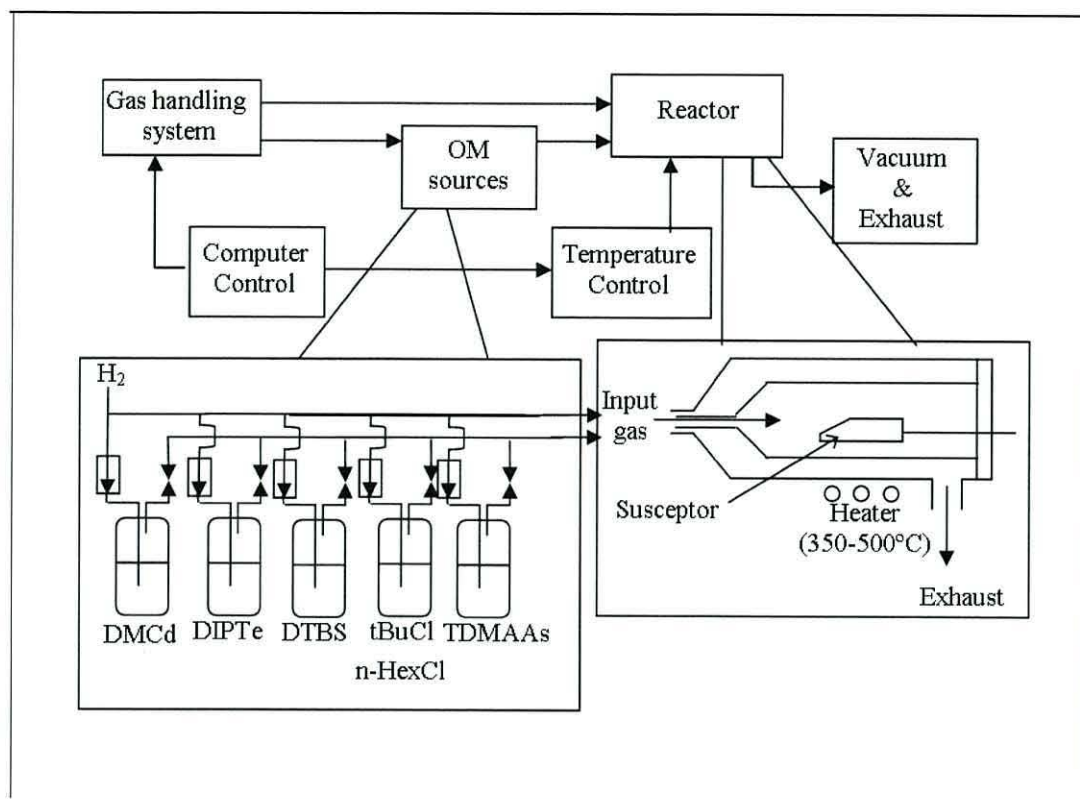 Gas handling
system
Reactor
OM
sources
Vacuum
&
Exhaust
Computer
Control
Temperature
Control
H₂
Input
gas
Susceptor
Heater
(350-500°C)
Exhaust
DMCd
DIPTe
DTBS
tBuCl
TDMAAs
n-HexCl